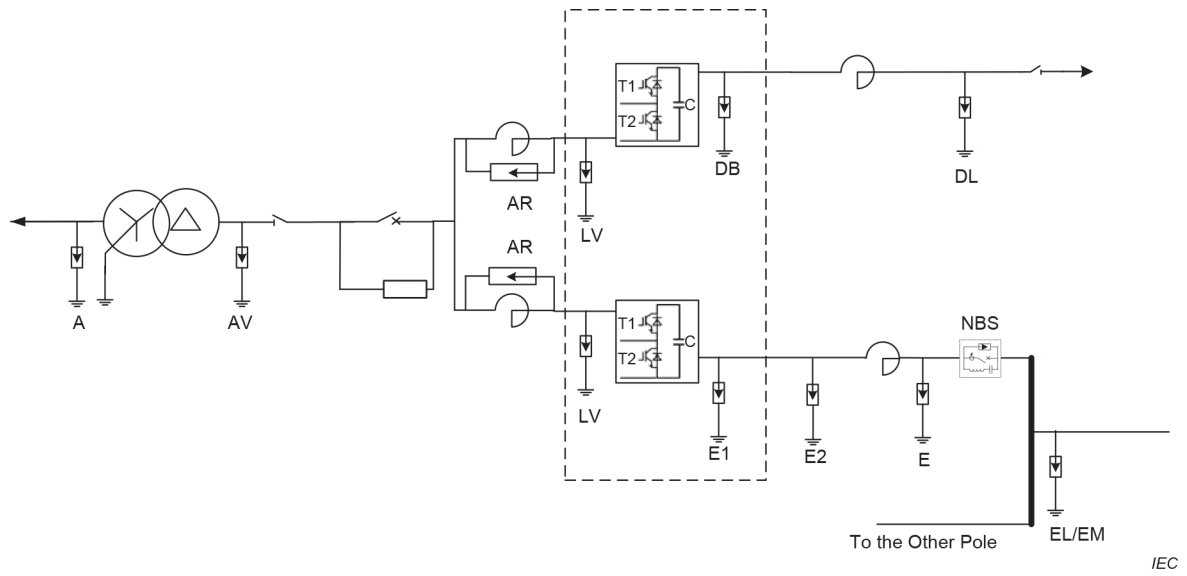 T1
C
T2
DB
DL
AR
LV
AR
A
AV
T1
C
T2
NBS
LV
E1
E2
E
EL/EM
To the Other Pole
IEC